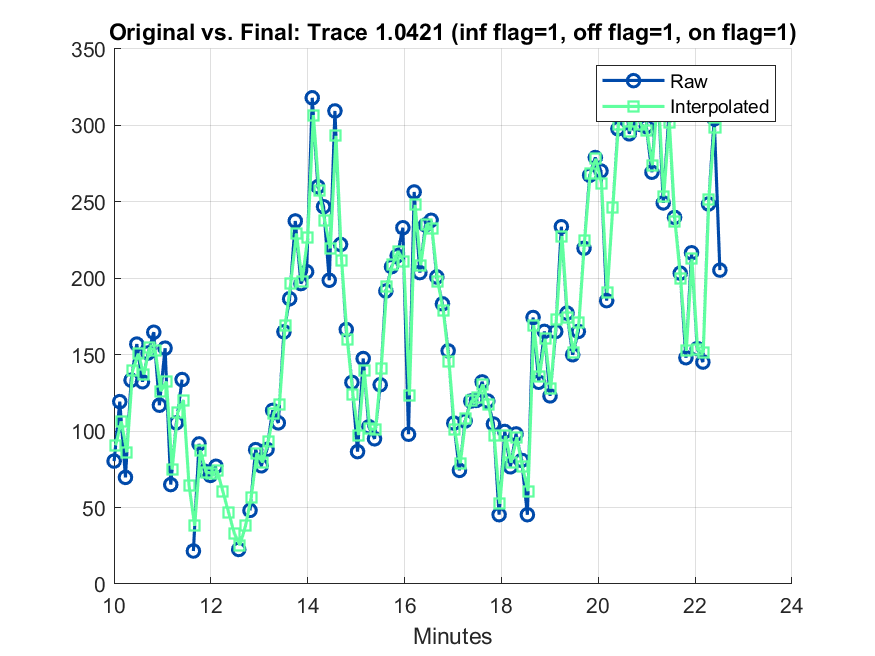 Original vs. Final: Trace 1.0421 (inf flag=1, off flag=1, on flag=1)
350
300
250
200
150
100
50
0
Raw
Interpolated
10 12 14 16 18 20 22 24
Minutes